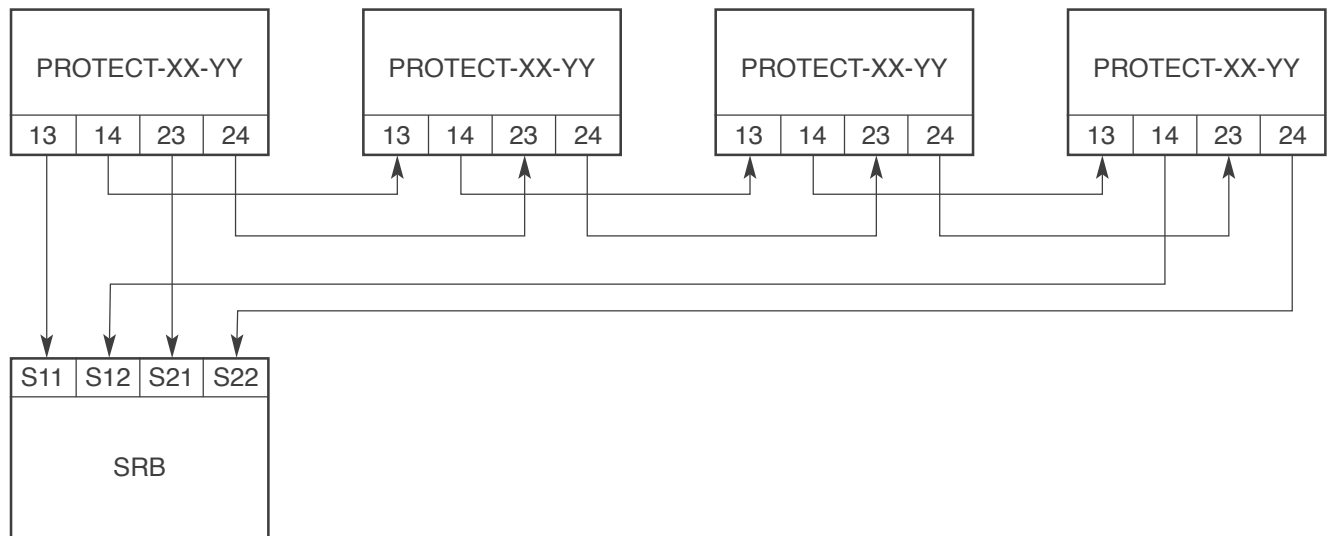 PROTECT-XX-YY PROTECT-XX-YY PROTECT-XX-YY PROTECT-XX-YY
13 14 23 24 13 14 23 24 13 14 23 24 13 14 23 24
S11 S12 S21 S22
SRB